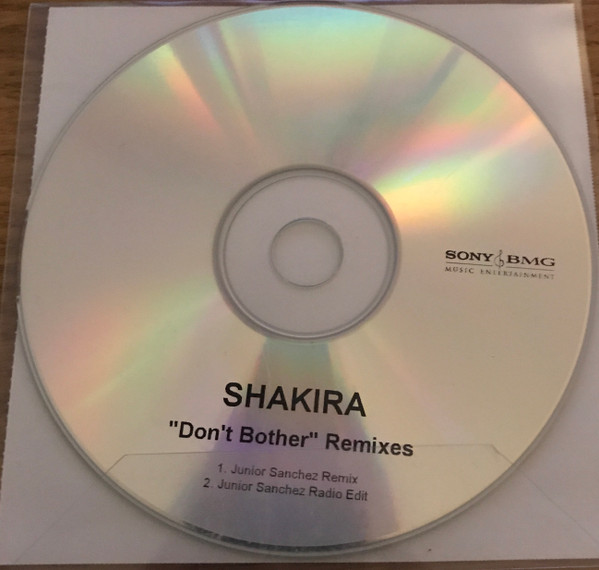 SONY BMG
MUSIC ENTERTAINMENT
SHAKIRA
"Don't Bother" Remixes
1. Junior Sanchez Remix
2. Junior Sanchez Radio Edit